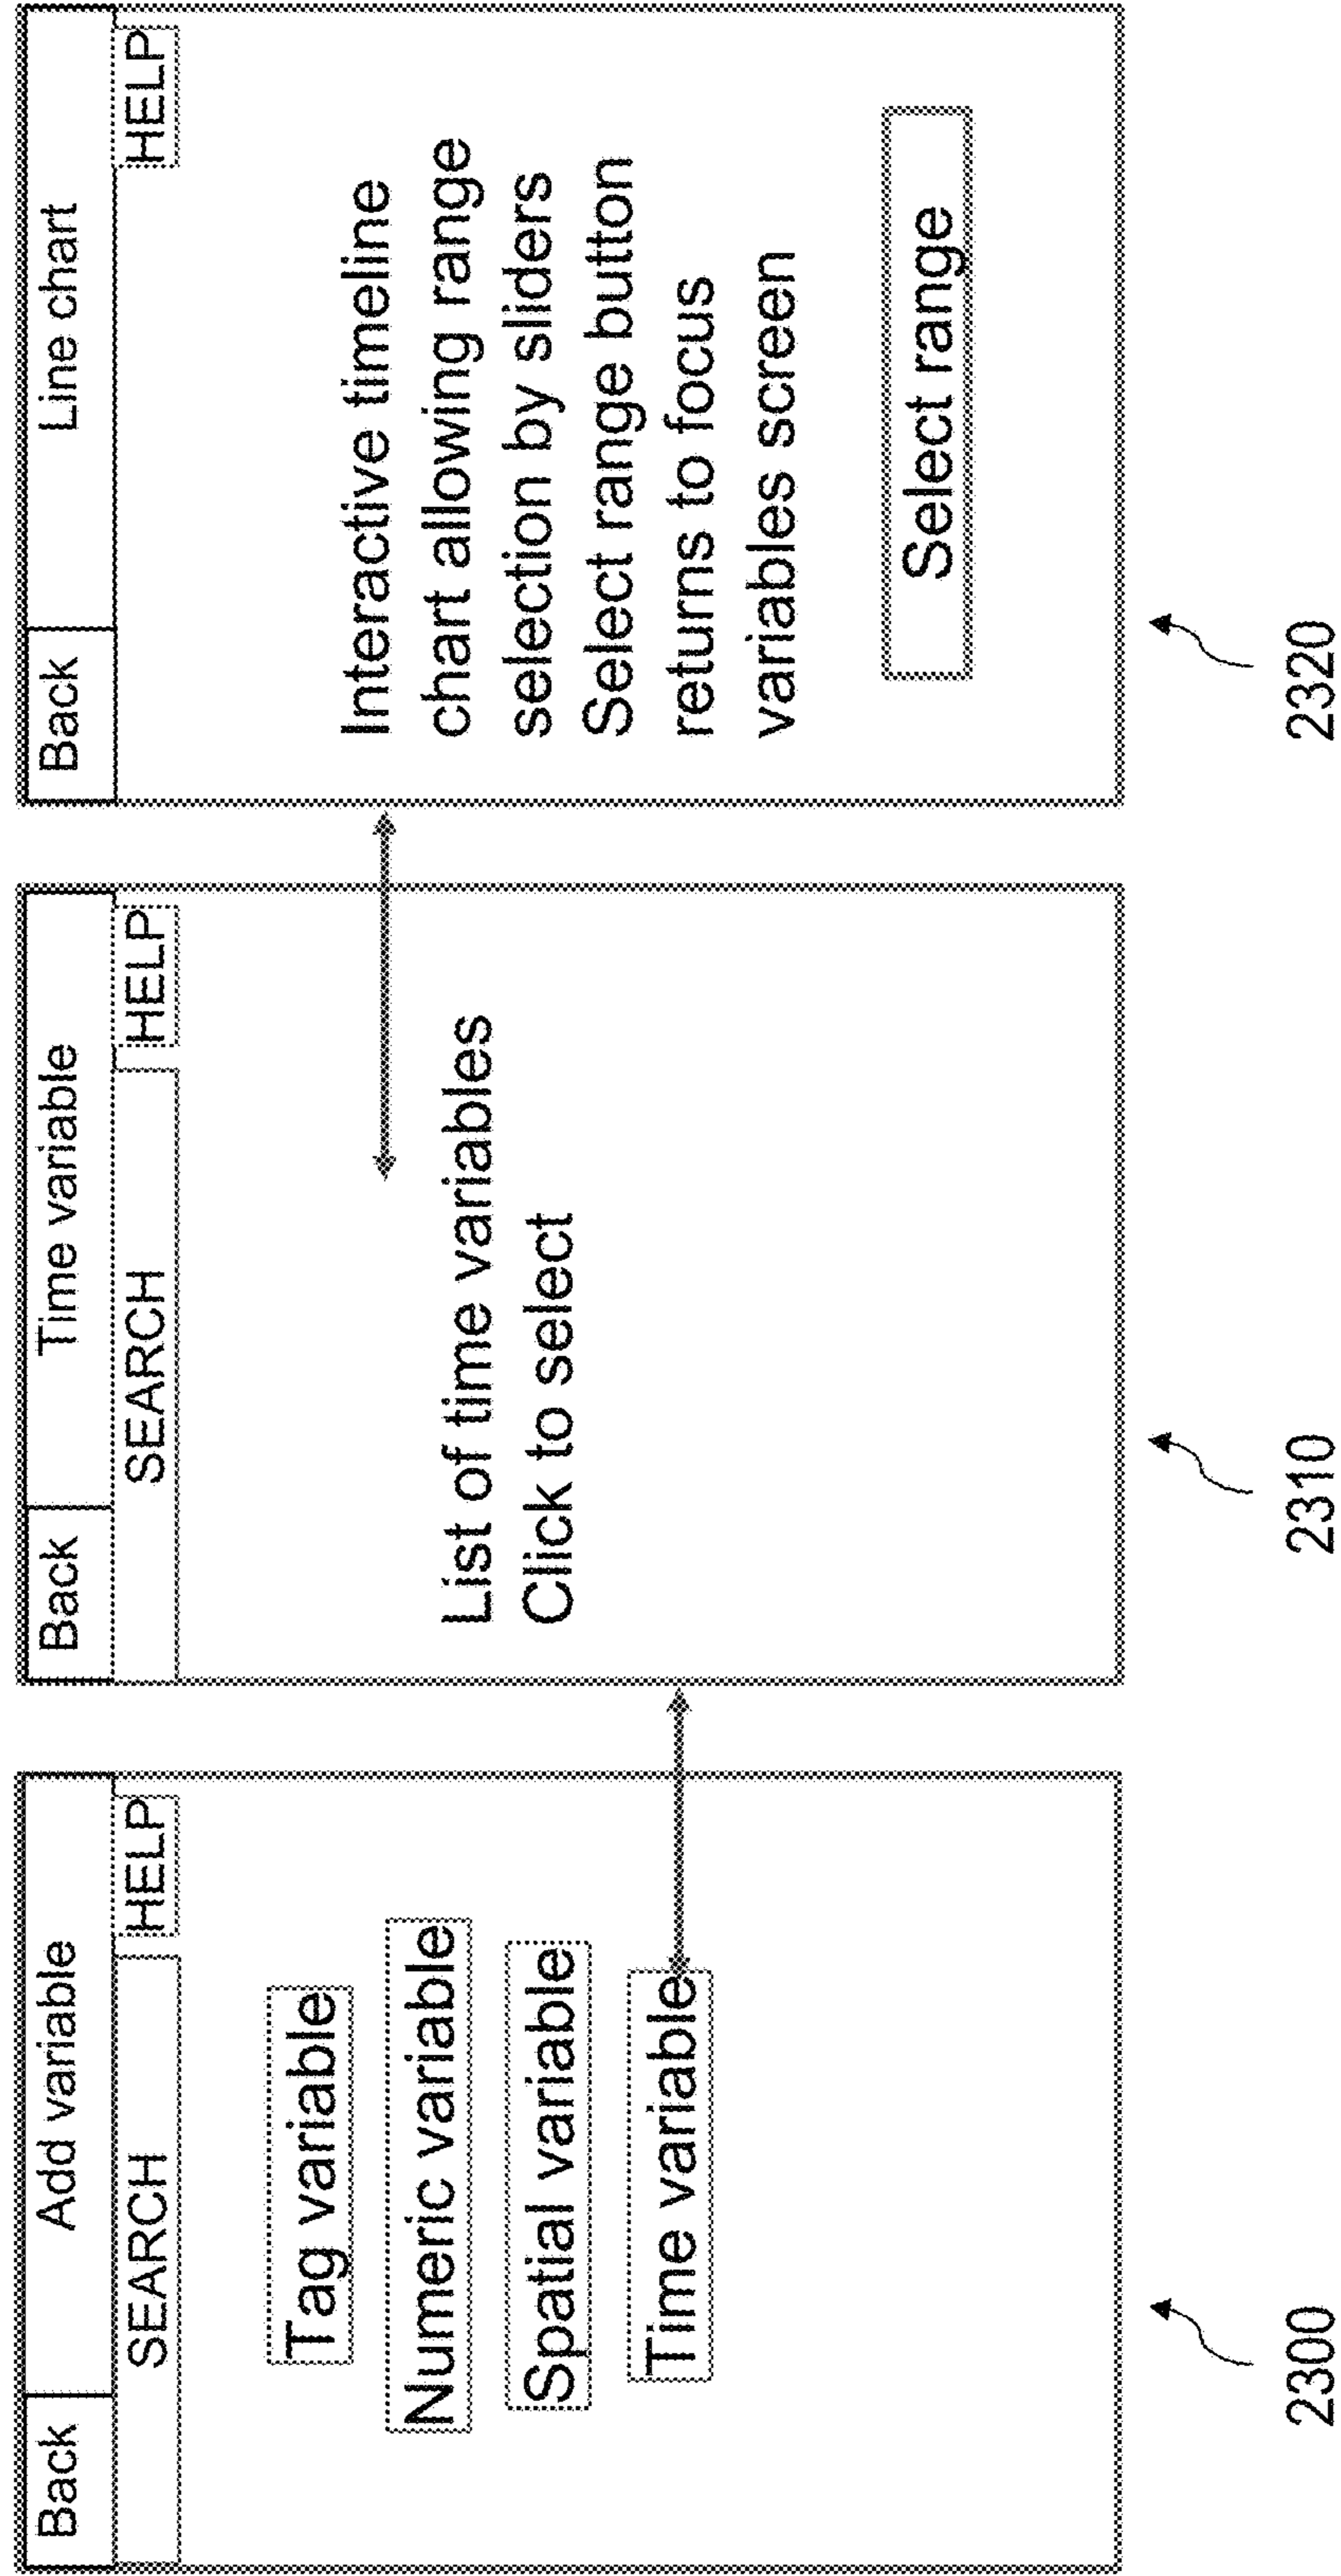 Back
Add variable
SEARCH
HELP
Tag variable
Numeric variable
Spatial variable
Time variable
2300
Back
Time variable
SEARCH
HELP
List of time variables
Click to select
2310
Back
Line chart
HELP
Interactive timeline
chart allowing range
selection by sliders
Select range button
returns to focus
variables screen
Select range
2320